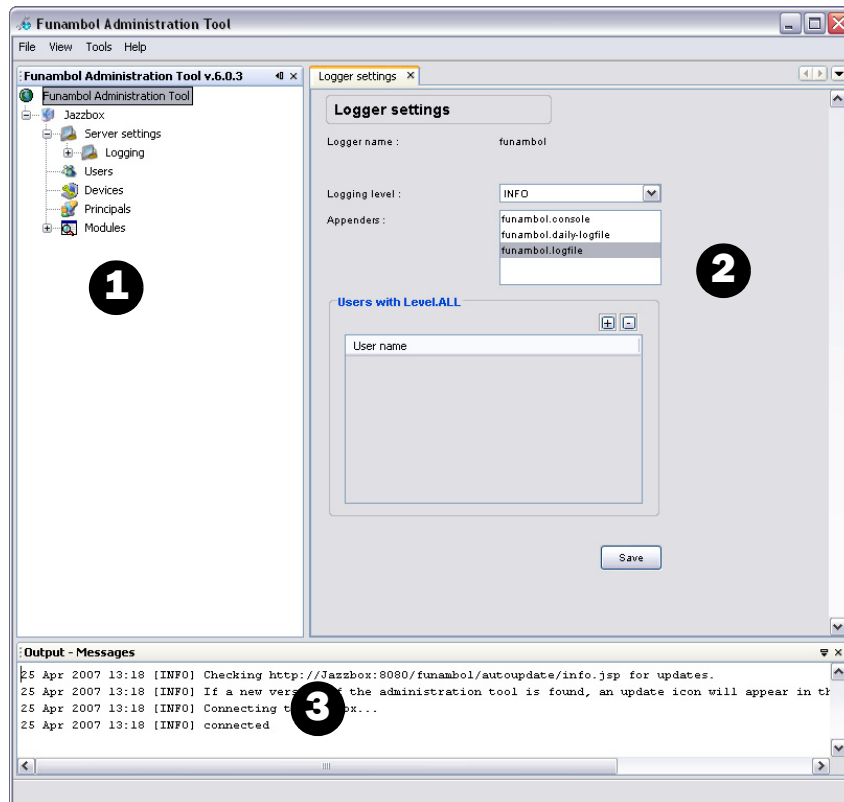 Funambol Administration Tool
File View Tools Help
Funambol Administration Tool v.6.0.3
Funambol Administration Tool
Jazzbox
Server settings
Logging
Users
Devices
Principals
Modules
1
Logger settings
Logger settings
Logger name : funambol
Logging level : INFO
Appenders : funambol.console
funambol.daily-logfile
funambol.logfile
2
Users with Level.ALL
User name
Save
Output - Messages
25 Apr 2007 13:18 [INFO] Checking http://Jazzbox:8080/funambol/autoupdate/info.jsp for updates.
25 Apr 2007 13:18 [INFO] If a new the administration tool is found, an update icon will appear in th
25 Apr 2007 13:18 [INFO] Connecting
25 Apr 2007 13:18 [INFO] connected
3